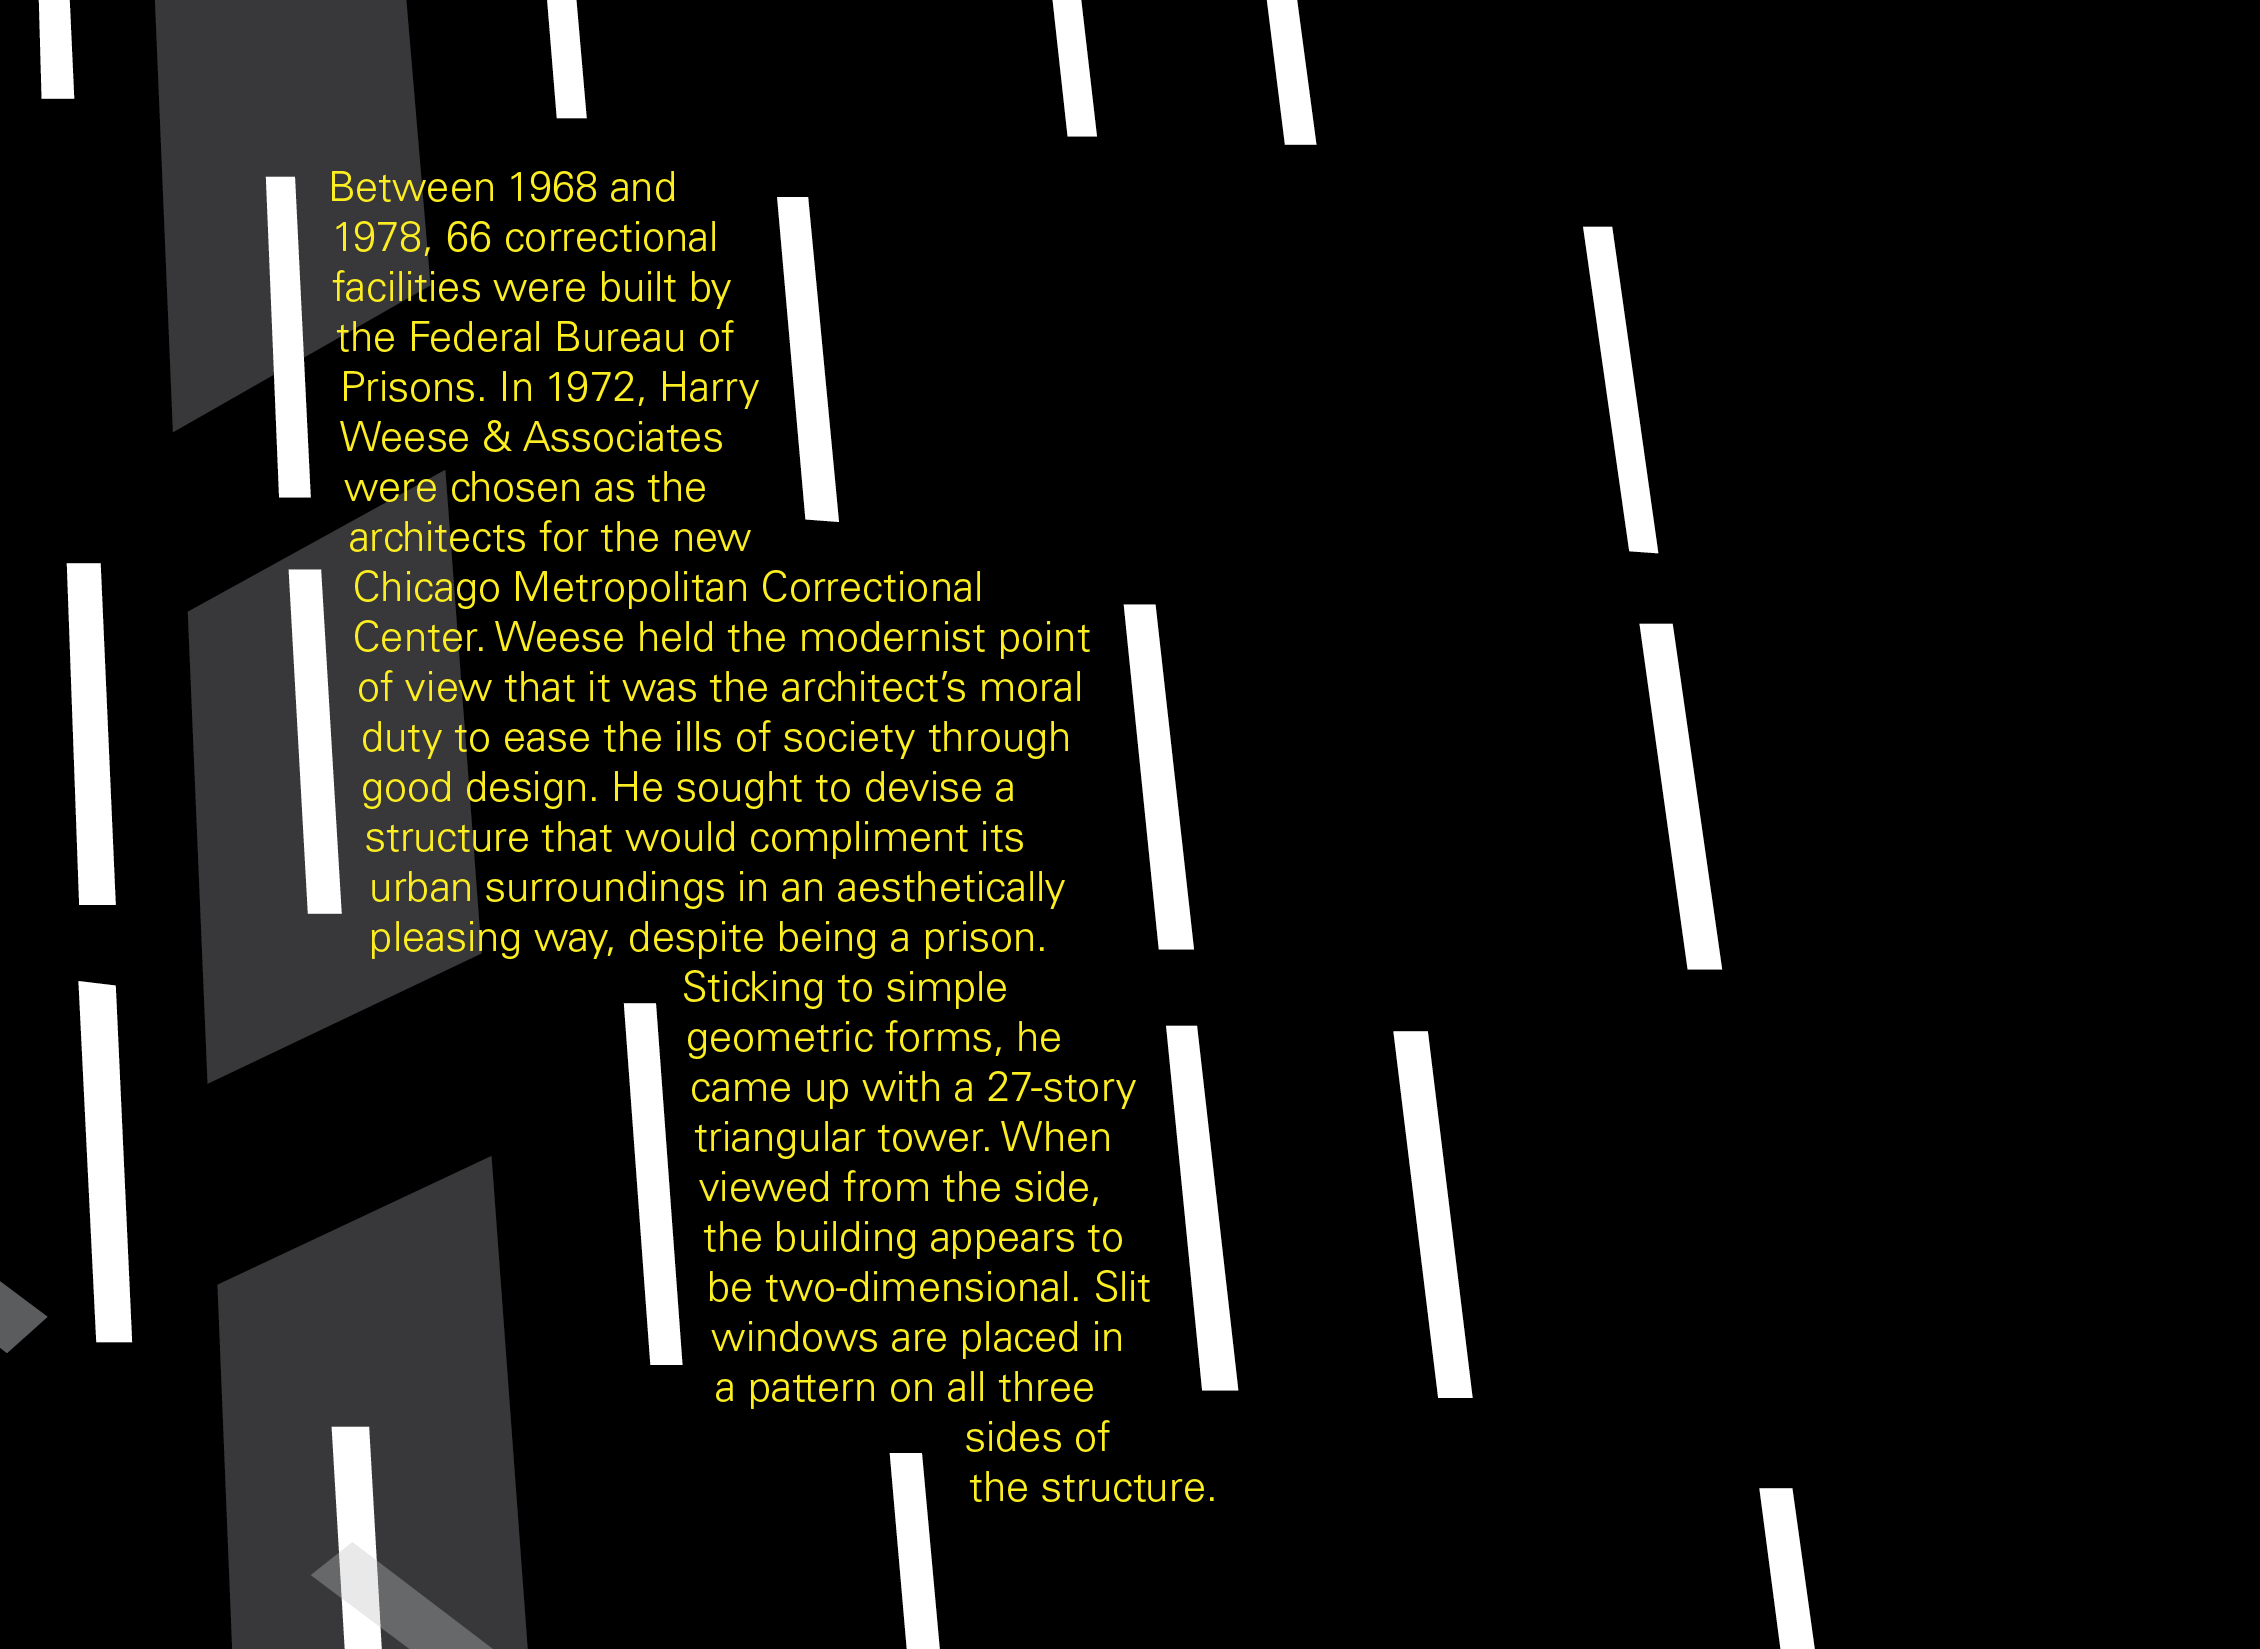 Between 1968 and
1978, 66 correctional
facilities were built by
the Federal Bureau of
Prisons. In 1972, Harry
Weese & Associates
were chosen as the
architects for the new
Chicago Metropolitan Correctional
Center. Weese held the modernist point
of view that it was the architect’s moral
duty to ease the ills of society through
good design. He sought to devise a
structure that would compliment its
urban surroundings in an aesthetically
pleasing way, despite being a prison.
Sticking to simple
geometric forms, he
came up with a 27-story
triangular tower. When
viewed from the side,
the building appears to
be two-dimensional. Slit
windows are placed in
a pattern on all three
sides of
the structure.